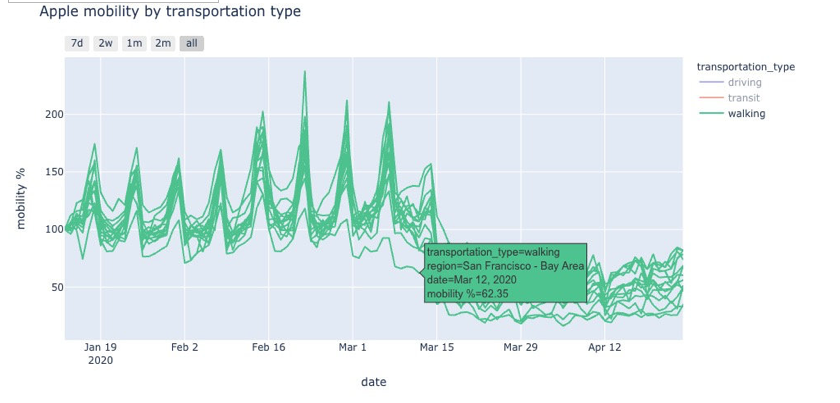 Apple mobility by transportation type
7d 2w 1m 2m all
transportation_type
driving
transit
walking
200
150
100
50
mobility %
transportation_type=walking
region=San Francisco - Bay Area
date=Mar 12, 2020
mobility %=62.35
Jan 19 Feb 2 Feb 16 Mar 1 Mar 15 Mar 29 Apr 12
2020
date